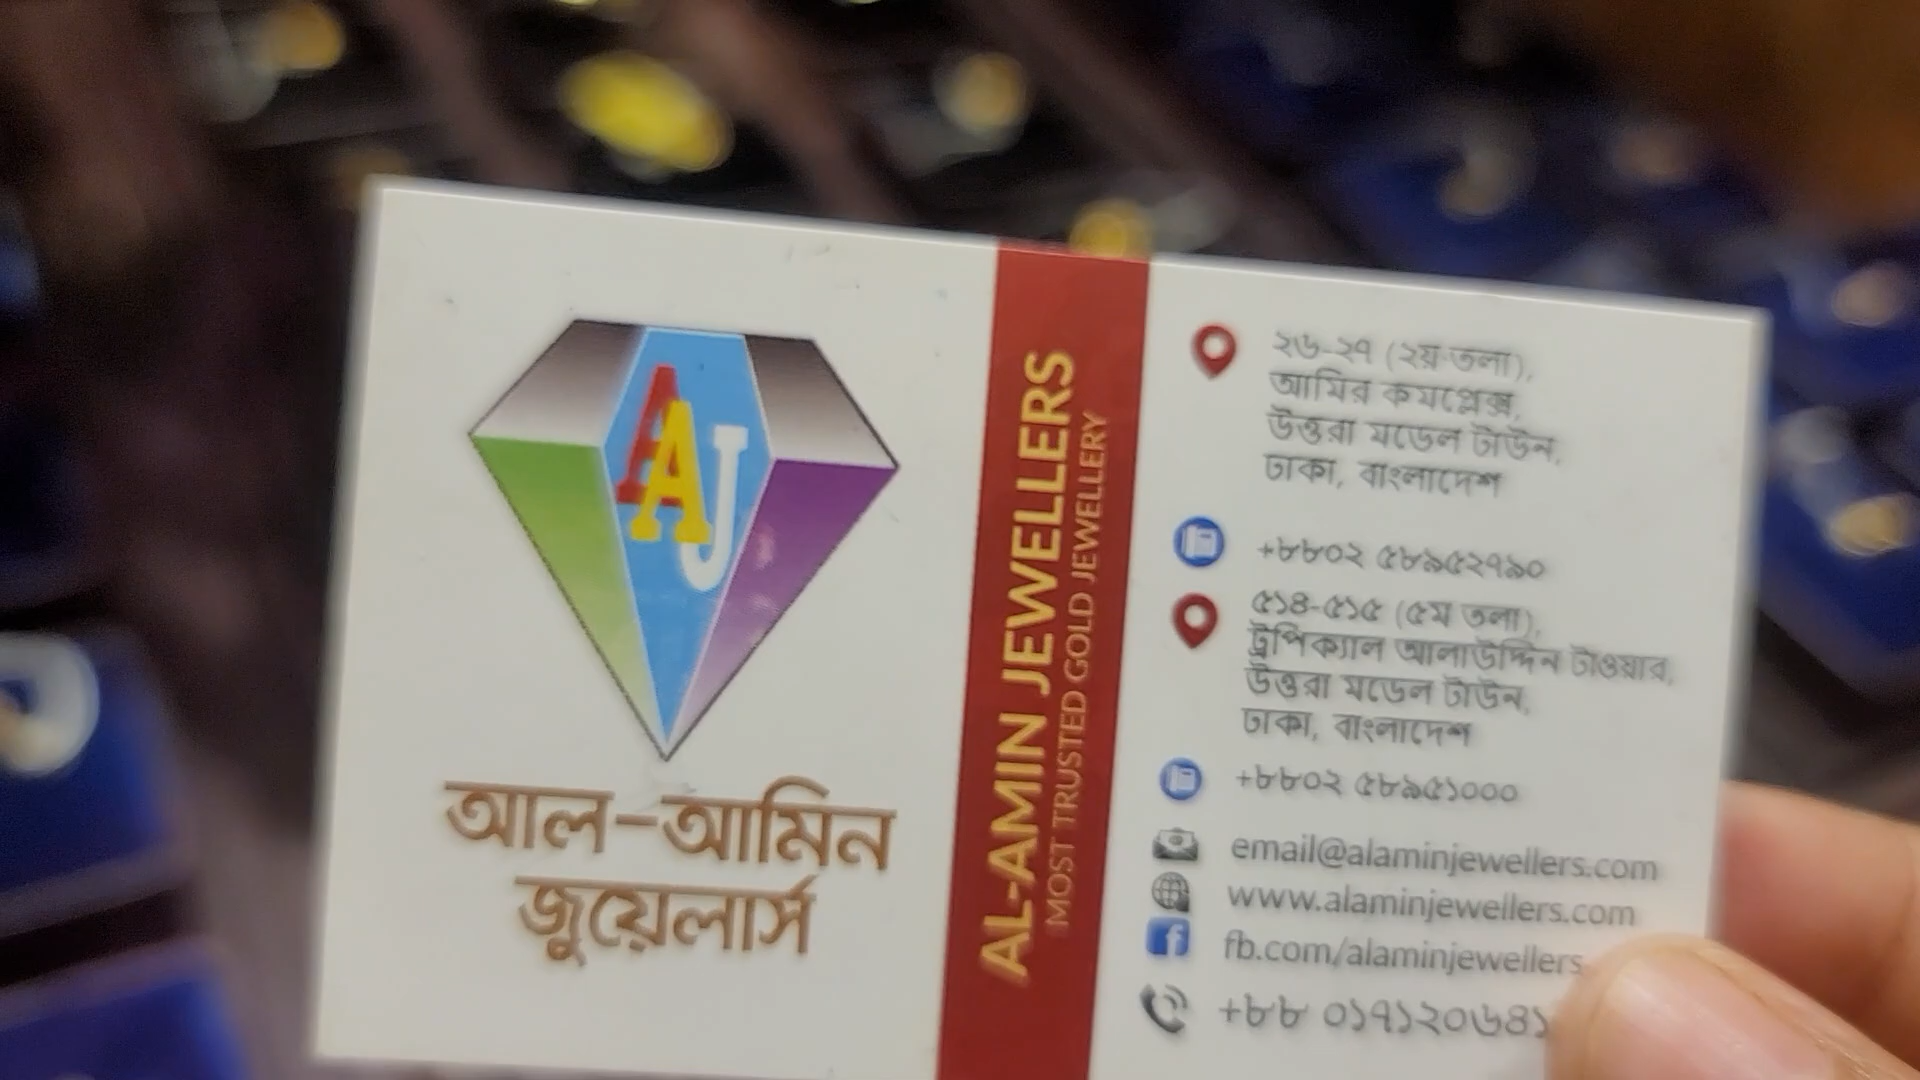 AAJ
আল-আমিন
জুয়েলার্স
AL-AMIN JEWELLERS
MOST TRUSTED GOLD JEWELLERY
২৬-২৭ (২য় তলা),
আমির কমপ্লেক্স,
উত্তরা মডেল টাউন,
ঢাকা, বাংলাদেশ
+৮৮০২ ৫৮৯৫২৭৯০
৫১৪-৫১৫ (৫ম তলা),
ট্রপিক্যাল আলাউদ্দিন টাওয়ার,
উত্তরা মডেল টাউন,
ঢাকা, বাংলাদেশ
+৮৮০২ ৫৮৯৫১০০০
email@alaminjewellers.com
www.alaminjewellers.com
fb.com/alaminjewellers
+৮৮